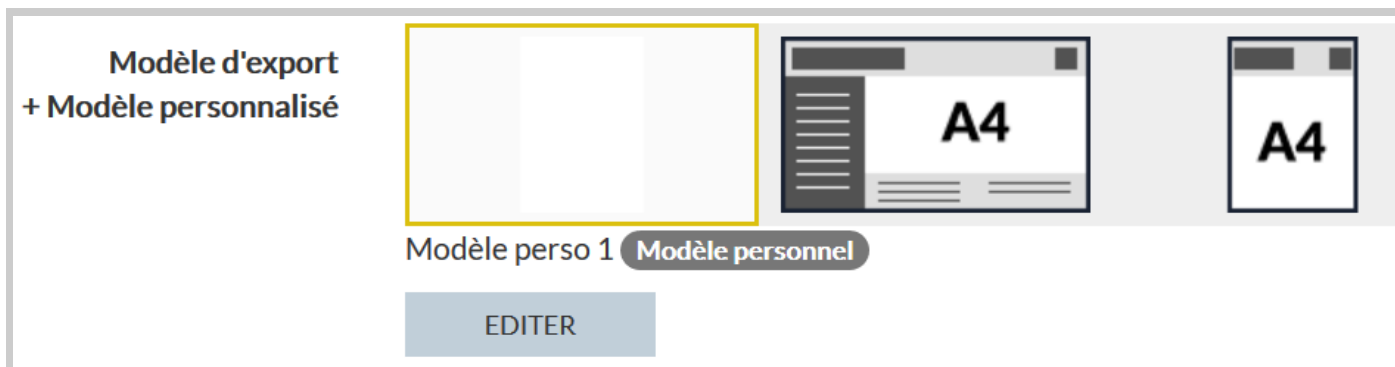 Modèle d'export
+ Modèle personnalisé
A4
A4
Modèle perso 1 Modèle personnel
EDITER